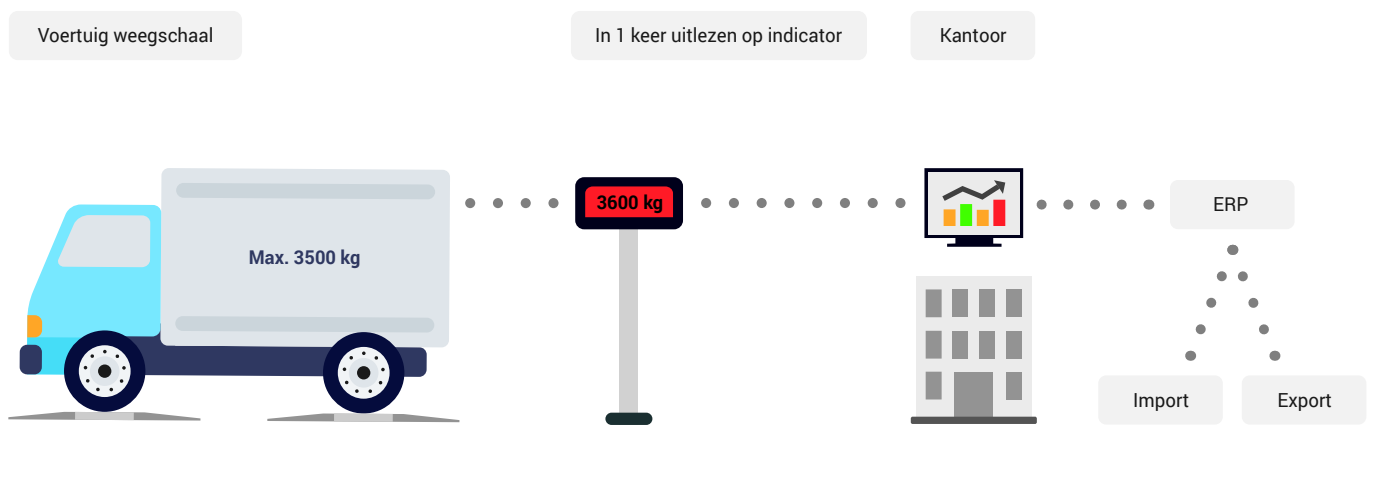 Voertuig weegschaal
In 1 keer uitlezen op indicator
Kantoor
Max. 3500 kg
3600 kg
ERP
Import
Export